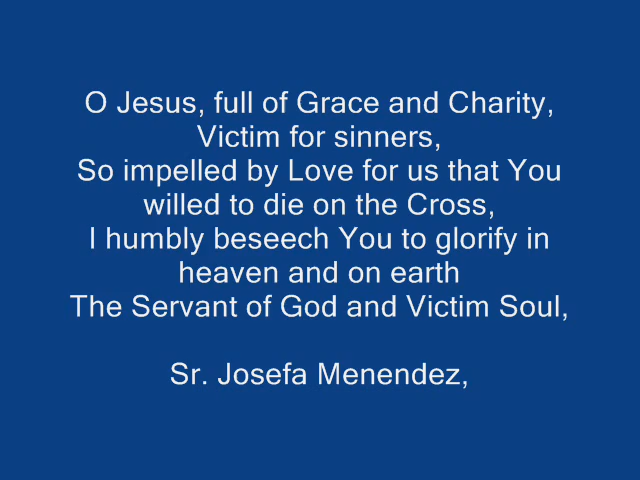 O Jesus, full of Grace and Charity,
Victim for sinners,
So impelled by Love for us that You
willed to die on the Cross,
I humbly beseech You to glorify in
heaven and on earth
The Servant of God and Victim Soul,
Sr. Josefa Menendez,